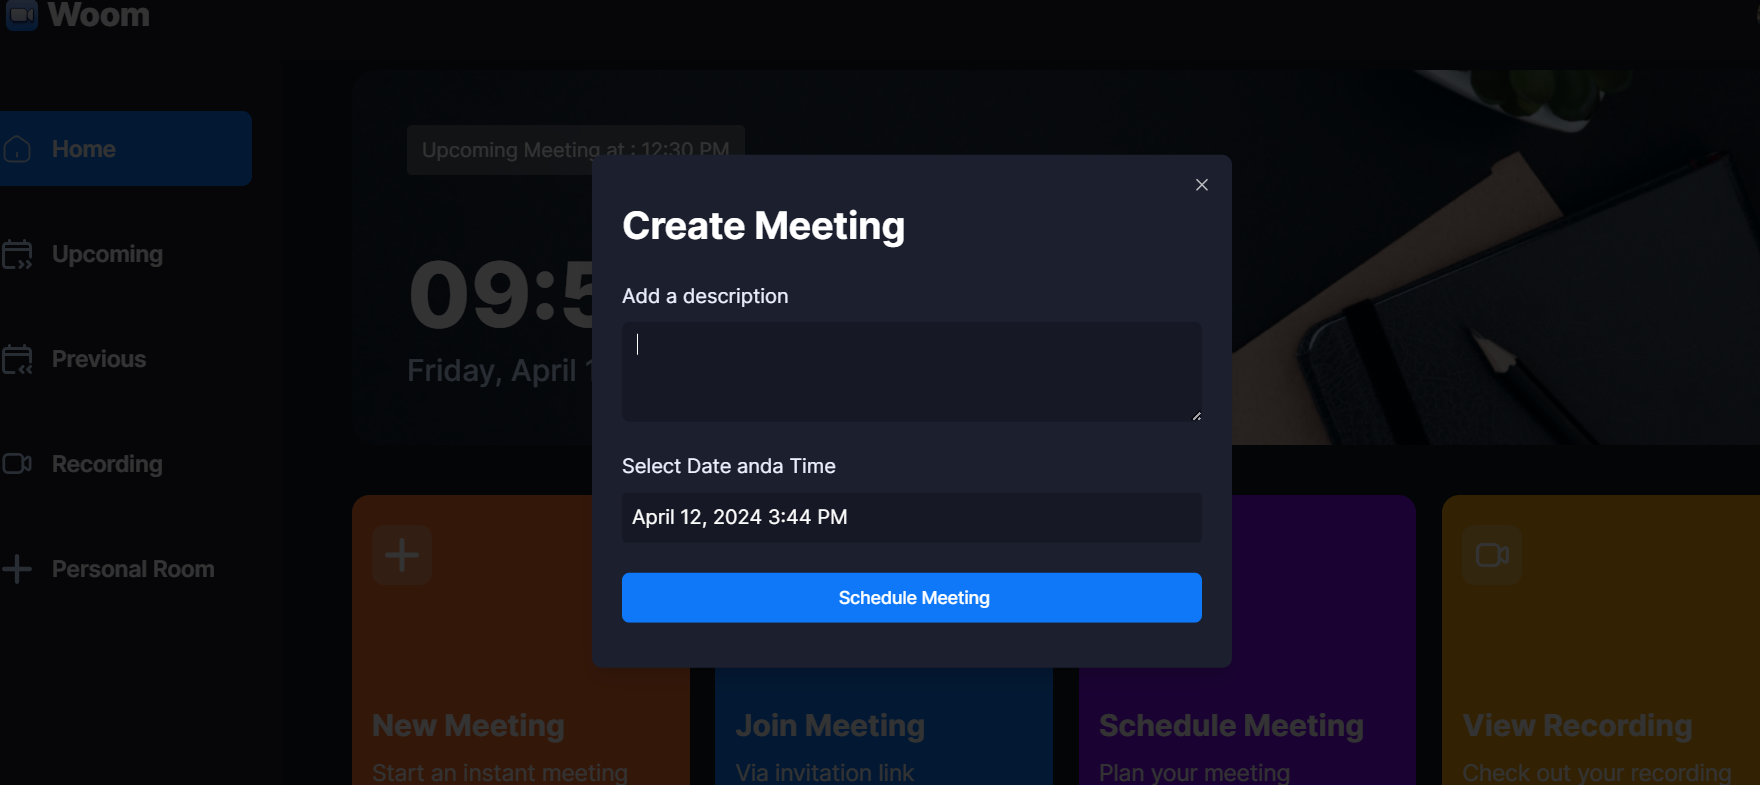 Woom
Home
Upcoming
Previous
Recording
Personal Room
Upcoming Meeting at : 12:30 PM
09:5
Friday, April 1
Create Meeting
Add a description
Select Date anda Time
April 12, 2024 3:44 PM
Schedule Meeting
New Meeting
Start an instant meeting
Join Meeting
Via invitation link
Schedule Meeting
Plan your meeting
View Recording
Check out your recording